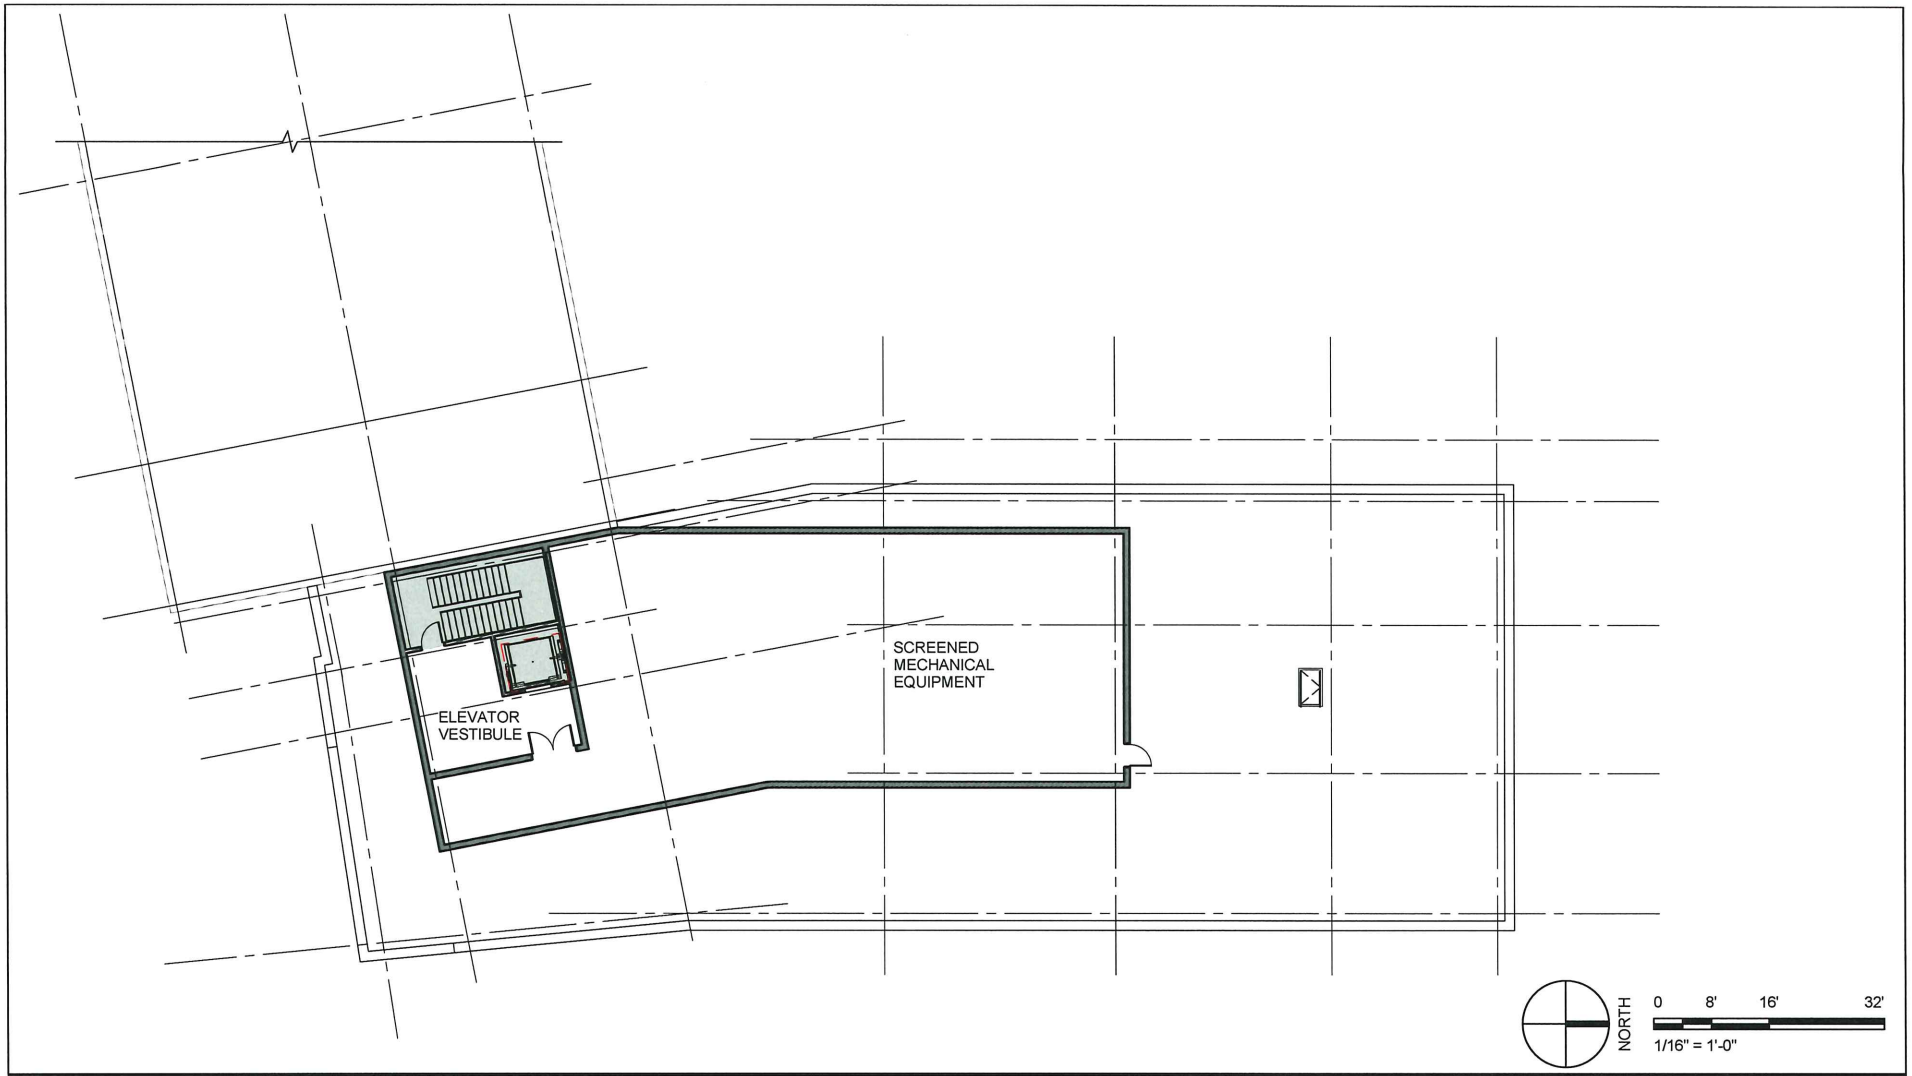 SCREENED
MECHANICAL
EQUIPMENT
ELEVATOR
VESTIBULE
NORTH
0 8' 16' 32'
1/16" = 1'-0"